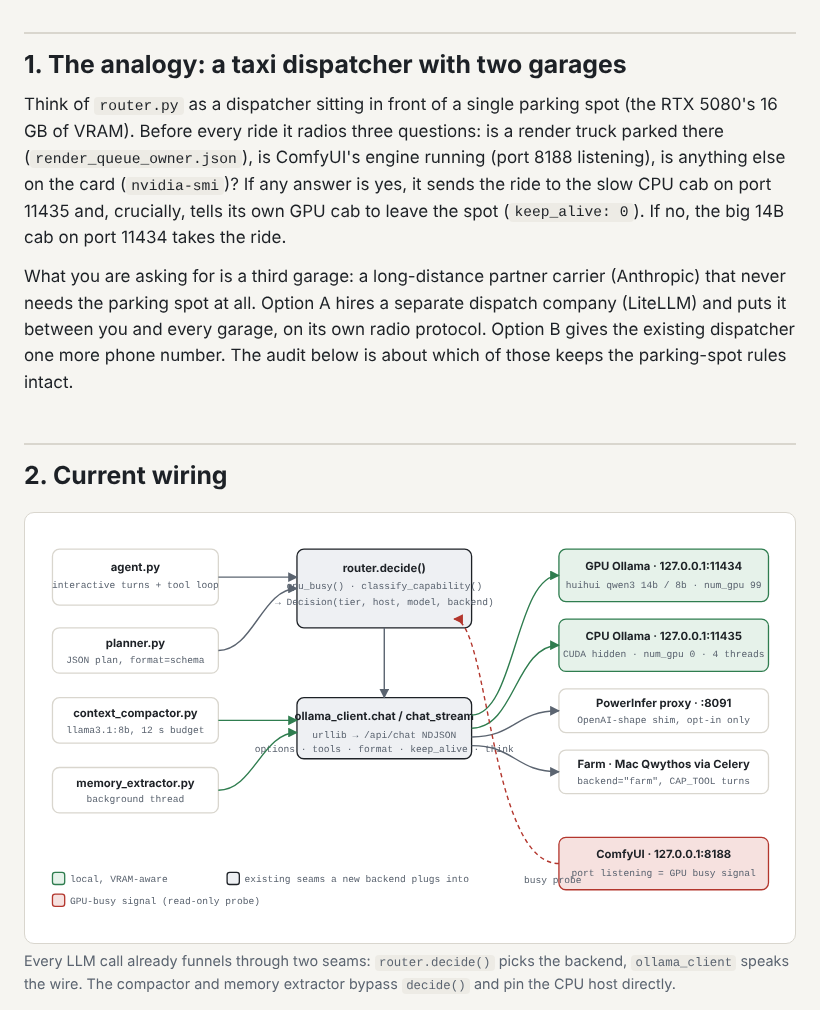 1. The analogy: a taxi dispatcher with two garages
Think of router.py as a dispatcher sitting in front of a single parking spot (the RTX 5080's 16
GB of VRAM). Before every ride it radios three questions: is a render truck parked there
( render_queue_owner.json ), is ComfyUI's engine running (port 8188 listening), is anything else
on the card ( nvidia-smi )? If any answer is yes, it sends the ride to the slow CPU cab on port
11435 and, crucially, tells its own GPU cab to leave the spot ( keep_alive: 0 ). If no, the big 14B
cab on port 11434 takes the ride.
What you are asking for is a third garage: a long-distance partner carrier (Anthropic) that never
needs the parking spot at all. Option A hires a separate dispatch company (LiteLLM) and puts it
between you and every garage, on its own radio protocol. Option B gives the existing dispatcher
one more phone number. The audit below is about which of those keeps the parking-spot rules
intact.
2. Current wiring
agent.py
interactive turns + tool loop
planner.py
JSON plan, format=schema
context_compactor.py
llama3.1:8b, 12 s budget
memory_extractor.py
background thread
router.decide()
gpu_busy() · classify_capability()
→ Decision(tier, host, model, backend)
ollama_client.chat / chat_stream
urllib → /api/chat NDJSON
options · tools · format · keep_alive · think
GPU Ollama · 127.0.0.1:11434
huihui qwen3 14b / 8b · num_gpu 99
CPU Ollama · 127.0.0.1:11435
CUDA hidden · num_gpu 0 · 4 threads
PowerInfer proxy · :8091
OpenAI-shape shim, opt-in only
Farm · Mac Qwythos via Celery
backend="farm", CAP_TOOL turns
ComfyUI · 127.0.0.1:8188
port listening = GPU busy signal
busy probe
local, VRAM-aware
existing seams a new backend plugs into
GPU-busy signal (read-only probe)
Every LLM call already funnels through two seams: router.decide() picks the backend, ollama_client speaks
the wire. The compactor and memory extractor bypass decide() and pin the CPU host directly.